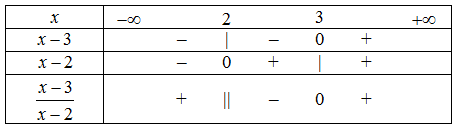 x −∞ 2 3 +∞
x − 3 − | − 0 +
x − 2 − 0 + | +
x − 3
x − 2 + || − 0 +